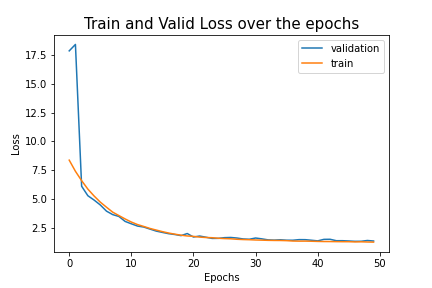 Train and Valid Loss over the epochs
validation
train
Loss
17.5
15.0
12.5
10.0
7.5
5.0
2.5
0
10
20
30
40
50
Epochs